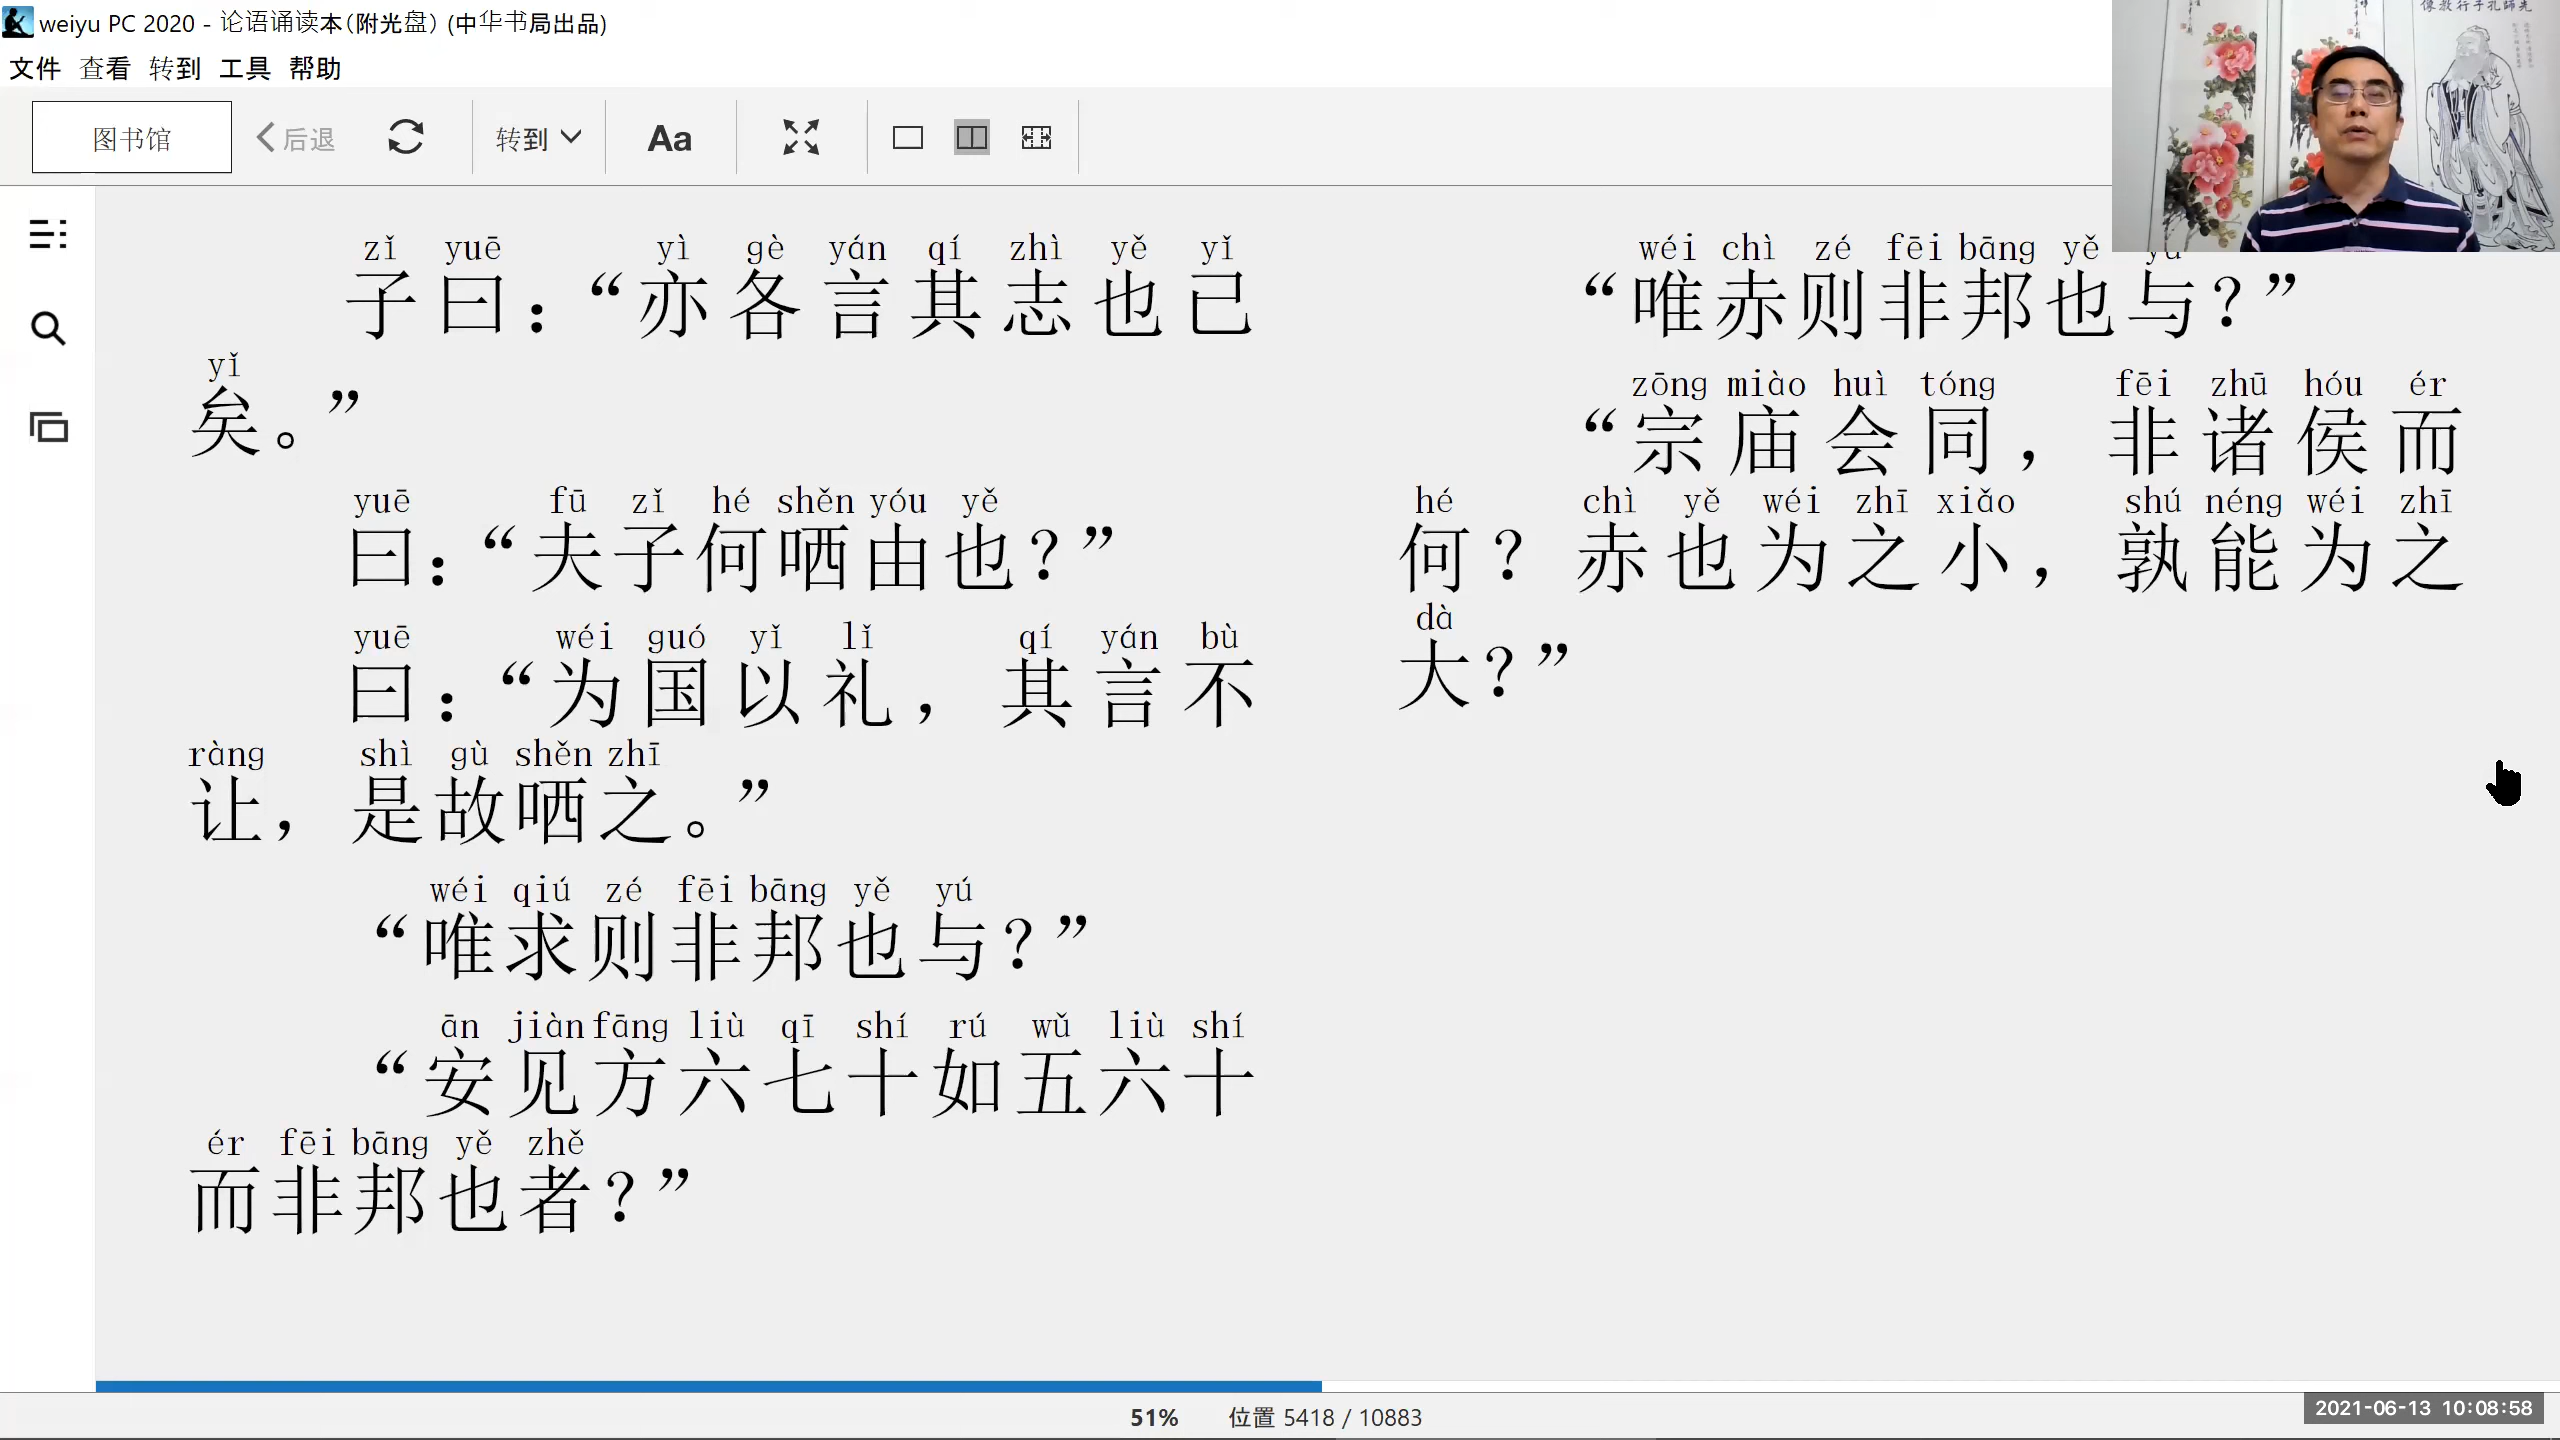 weiyu PC 2020 - 论语诵读本(附光盘) (中华书局出品)
文件 查看 转到 工具 帮助
图书馆 后退 转到 Aa
zǐ yuē yì gè yán qí zhì yě yǐ
子曰：“亦各言其志也已
yǐ
矣。”
yuē fū zǐ hé shěn yóu yě
曰：“夫子何哂由也？”
yuē wéi guó yǐ lǐ qí yán bù
曰：“为国以礼，其言不
ràng shì gù shěn zhī
让，是故哂之。”
wéi qiú zé fēi bāng yě yú
“唯求则非邦也与？”
ān jiàn fāng liù qī shí rú wǔ liù shí
“安见方六七十如五六十
ér fēi bāng yě zhě
而非邦也者？”
wéi chì zé fēi bāng yě
“唯赤则非邦也与？”
zōng miào huì tóng fēi zhū hóu ér
“宗庙会同，非诸侯而
hé chì yě wéi zhī xiǎo shú néng wéi zhī
何？赤也为之小，孰能为之
dà
大？”
51% 位置 5418 / 10883
2021-06-13 10:08:58
先師孔子行教像